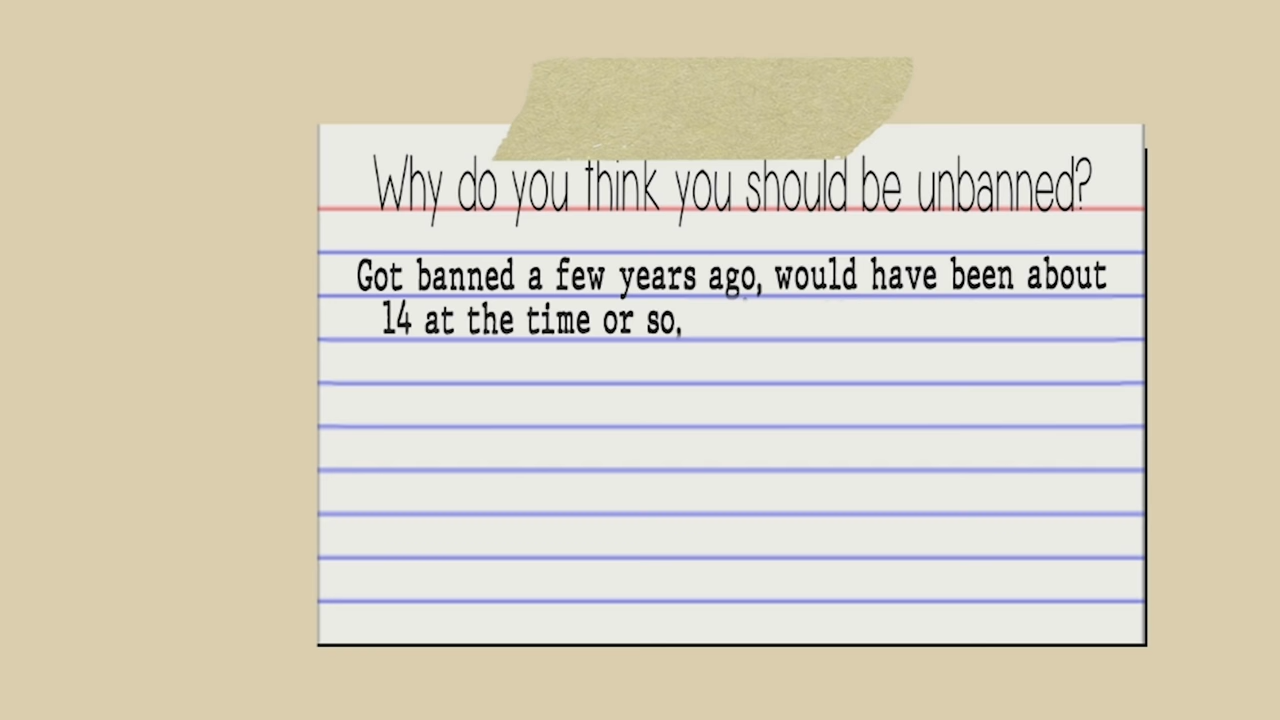 Why do you think you should be unbanned?
Got banned a few years ago, would have been about
14 at the time or so,